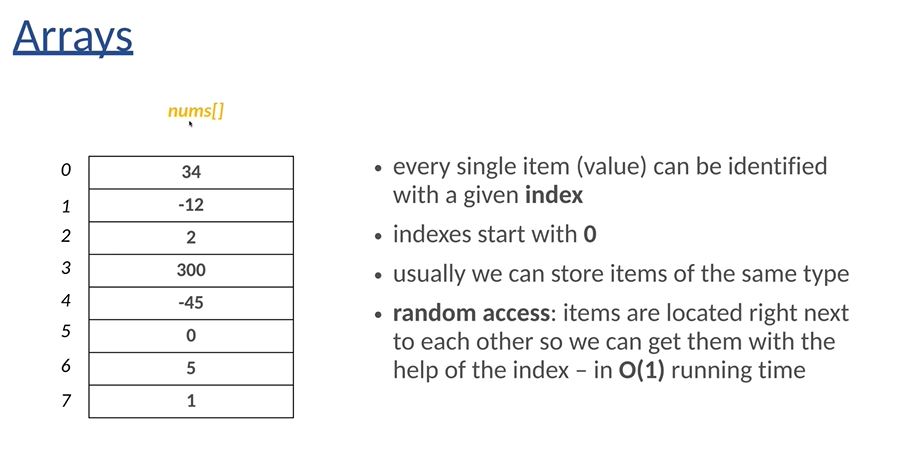 Arrays
nums[]
0 34
1 -12
2 2
3 300
4 -45
5 0
6 5
7 1
• every single item (value) can be identified
with a given index
• indexes start with 0
• usually we can store items of the same type
• random access: items are located right next
to each other so we can get them with the
help of the index – in O(1) running time